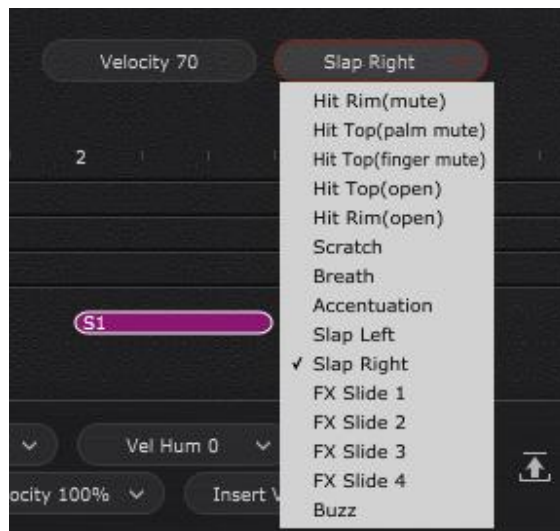 Velocity 70
Slap Right
Hit Rim(mute)
Hit Top(palm mute)
2
Hit Top(finger mute)
Hit Top(open)
Hit Rim(open)
Scratch
Breath
Accentuation
S1
Slap Left
✓ Slap Right
FX Slide 1
FX Slide 2
Vel Hum 0
FX Slide 3
FX Slide 4
ocity 100%
Insert V
Buzz